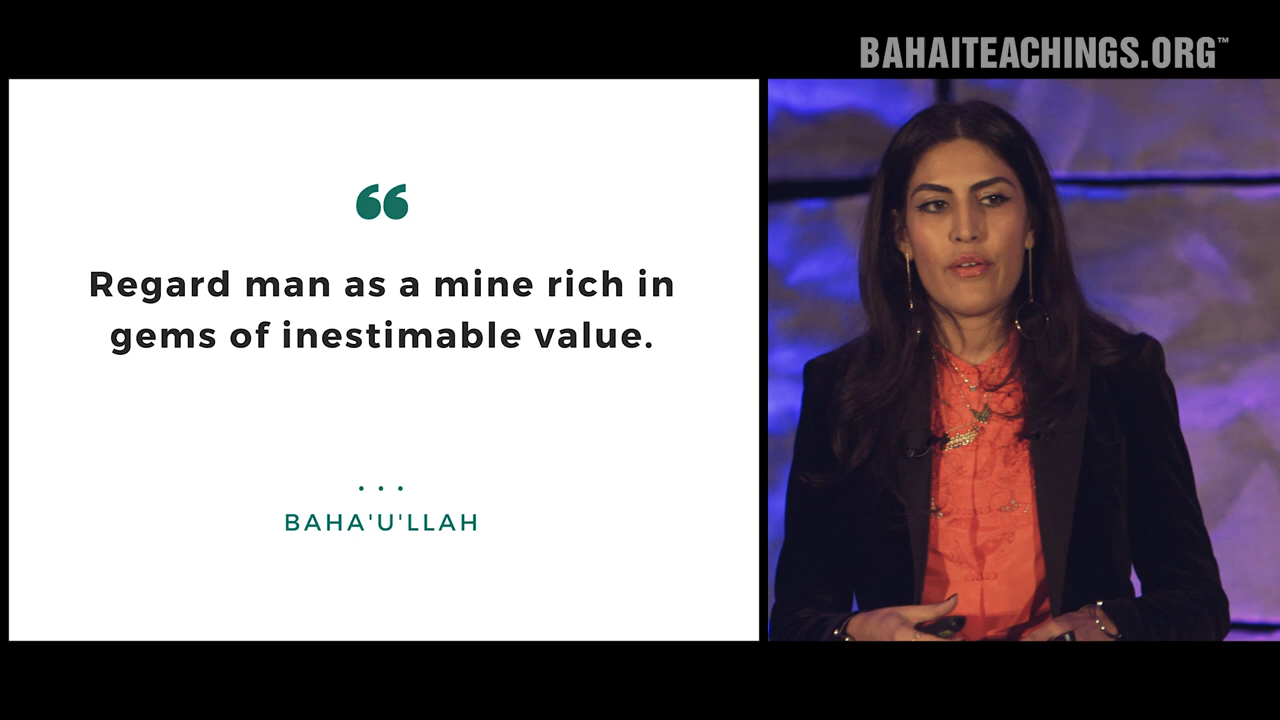 BAHAITEACHINGS.ORG™
“
Regard man as a mine rich in
gems of inestimable value.
. . .
BAHA'U'LLAH